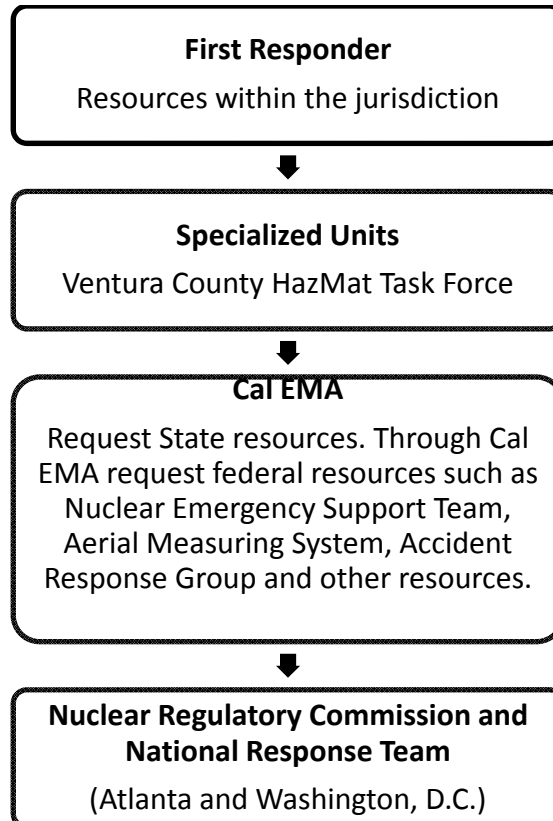 First Responder
Resources within the jurisdiction
Specialized Units
Ventura County HazMat Task Force
Cal EMA
Request State resources. Through Cal
EMA request federal resources such as
Nuclear Emergency Support Team,
Aerial Measuring System, Accident
Response Group and other resources.
Nuclear Regulatory Commission and
National Response Team
(Atlanta and Washington, D.C.)